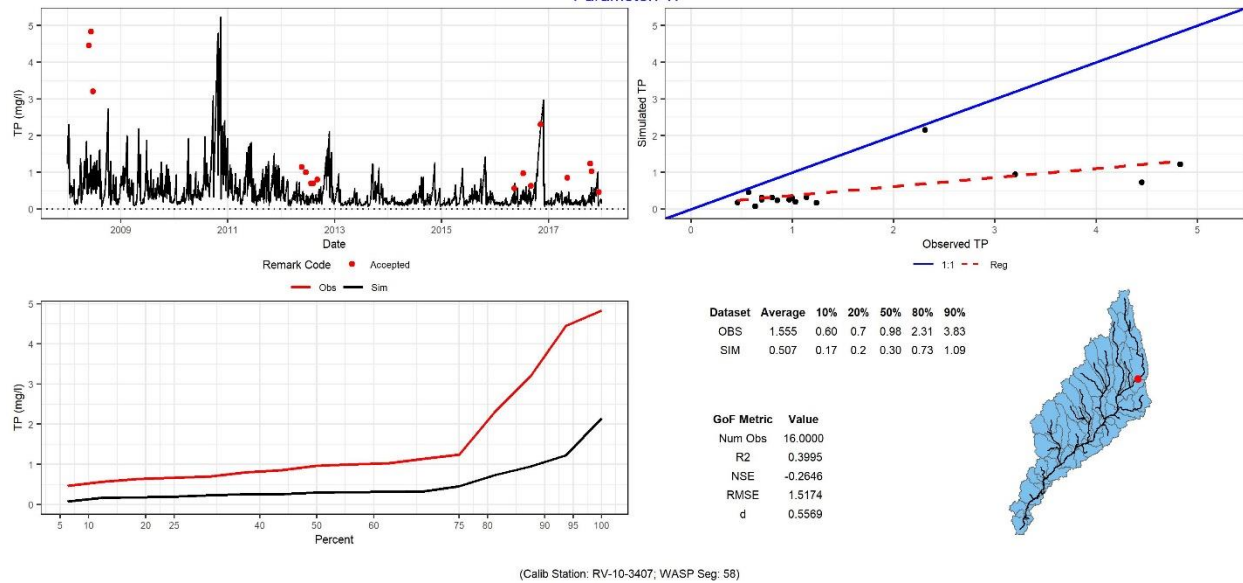 5
4
3
2
1
0
TP (mg/l)
2009 2011 2013 2015 2017
Date
Remark Code Accepted
Obs Sim
5
4
3
2
1
0
Simulated TP
0 1 2 3 4 5
Observed TP
1:1 Reg
5
4
3
2
1
0
TP (mg/l)
5 10 20 25 40 50 60 75 80 90 95 100
Percent
Dataset Average 10% 20% 50% 80% 90%
OBS 1.555 0.60 0.7 0.98 2.31 3.83
SIM 0.507 0.17 0.2 0.30 0.73 1.09
GoF Metric Value
Num Obs 16.0000
R2 0.3995
NSE -0.2646
RMSE 1.5174
d 0.5569
(Calib Station: RV-10-3407; WASP Seg: 58)